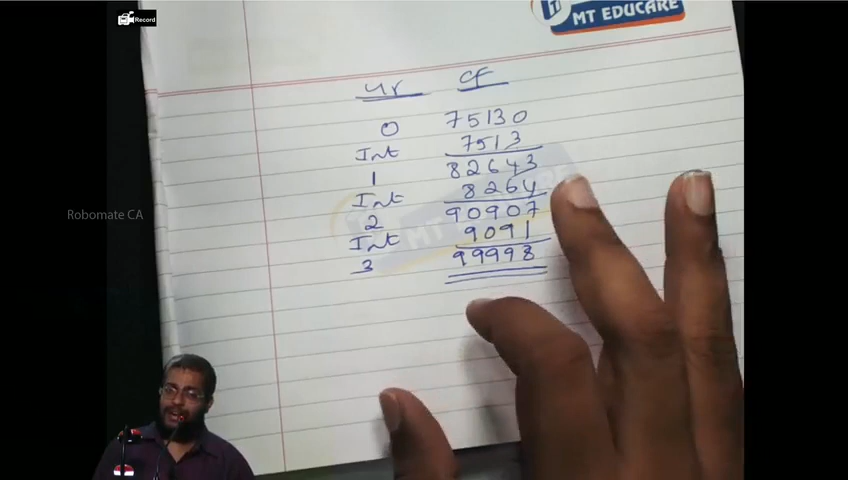 Record
MT EDUCARE
Yr CF
0 75130
Int 7513
1 82643
Int 8264
2 90907
Int 9091
3 99998
Robomate CA